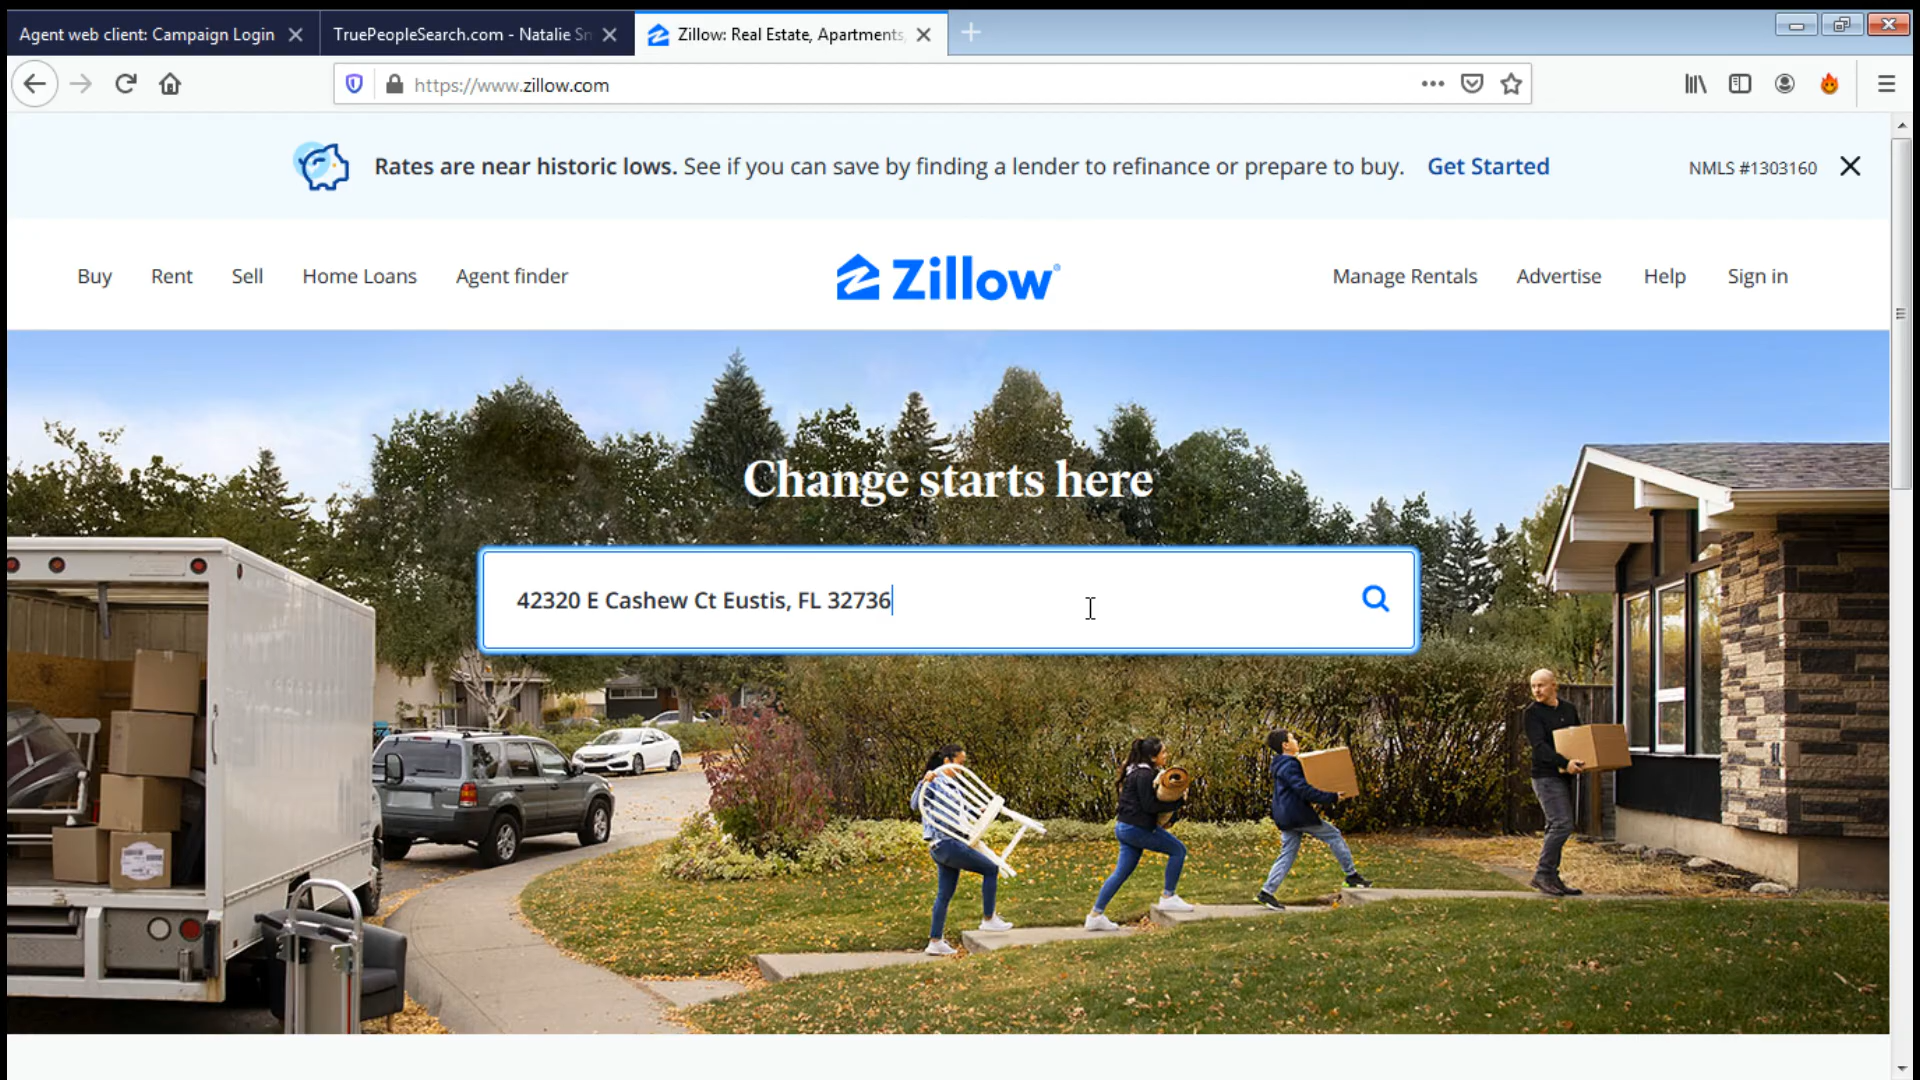 Agent web client: Campaign Login
TruePeopleSearch.com - Natalie Sn
Zillow: Real Estate, Apartments,
https://www.zillow.com
Rates are near historic lows. See if you can save by finding a lender to refinance or prepare to buy. Get Started
NMLS #1303160
Buy Rent Sell Home Loans Agent finder
Zillow
Manage Rentals Advertise Help Sign in
Change starts here
42320 E Cashew Ct Eustis, FL 32736